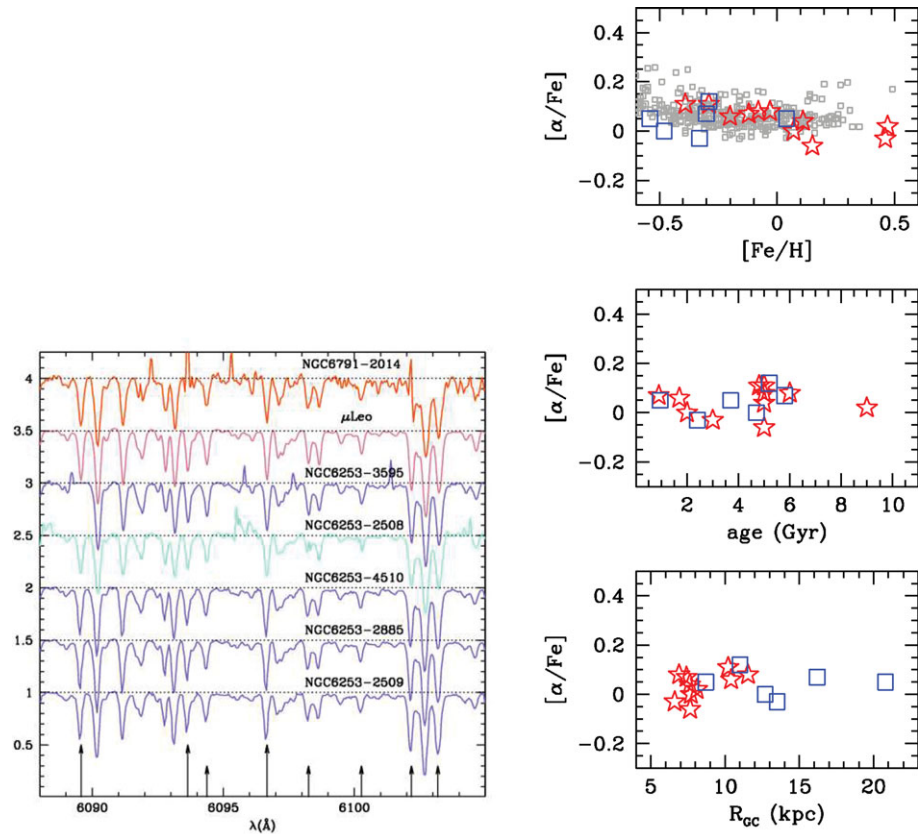 NGC6791-2014
μLeo
NGC6253-3595
NGC6253-2508
NGC6253-4510
NGC6253-2885
NGC6253-2509
4
3.5
3
2.5
2
1.5
1
0.5
6090 6095 6100
λ(Å)
0.4
0.2
0
−0.2
[α/Fe]
−0.5 0 0.5
[Fe/H]
0.4
0.2
0
−0.2
[α/Fe]
2 4 6 8 10
age (Gyr)
0.4
0.2
0
−0.2
[α/Fe]
5 10 15 20
R_GC (kpc)